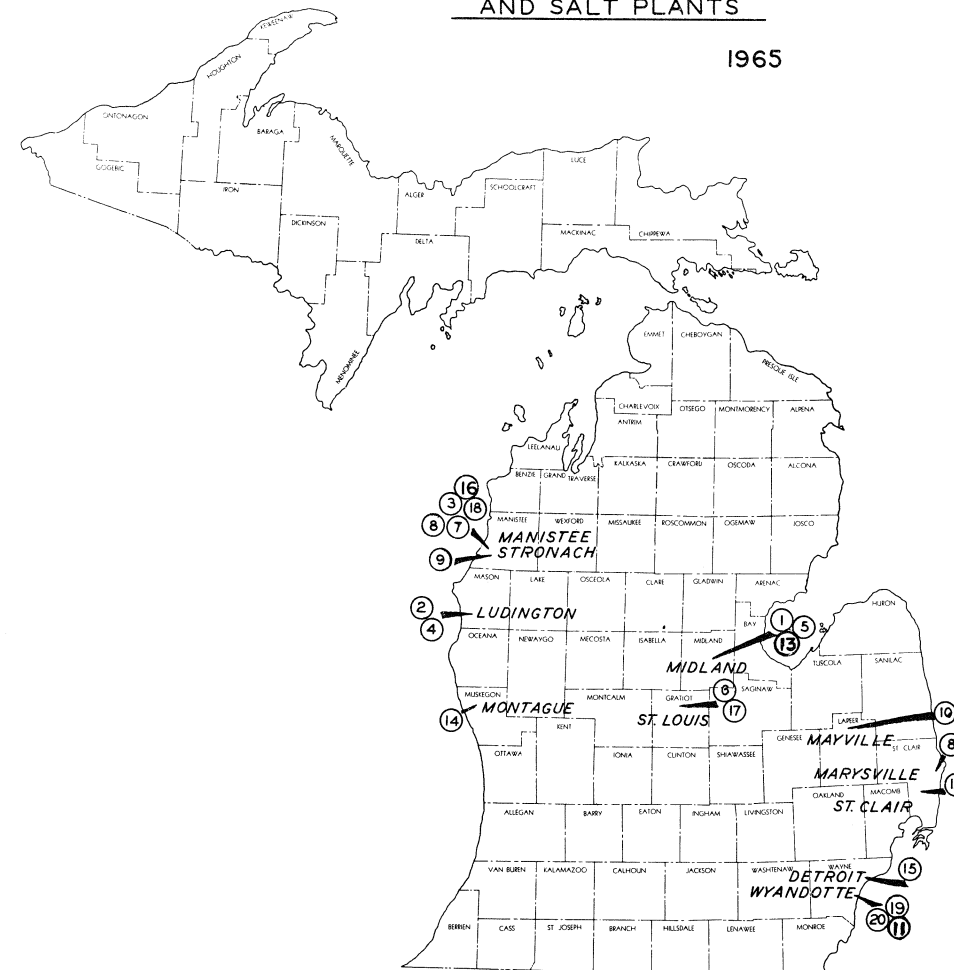 AND SALT PLANTS
1965
KEWEENAW
HOUGHTON
ONTONAGON
BARAGA
MARQUETTE
GOGEBIC
IRON
LUCE
ALGER
SCHOOLCRAFT
DICKINSON
DELTA
MACKINAC
CHIPPEWA
MENOMINEE
EMMET
CHEBOYGAN
PRESQUE ISLE
CHARLEVOIX
OTSEGO
MONTMORENCY
ALPENA
ANTRIM
LEELANAU
KALKASKA
CRAWFORD
OSCODA
ALCONA
BENZIE
GRAND TRAVERSE
16
3
18
8
7
MANISTEE
WEXFORD
MISSAUKEE
ROSCOMMON
OGEMAW
IOSCO
MANISTEE
STRONACH
9
MASON
LAKE
OSCEOLA
CLARE
GLADWIN
ARENAC
HURON
2
4
LUDINGTON
1
5
13
BAY
OCEANA
NEWAYGO
MECOSTA
ISABELLA
MIDLAND
MIDLAND
TUSCOLA
SANILAC
MUSKEGON
MONTCALM
GRATIOT
SAGINAW
6
17
14
MONTAGUE
ST. LOUIS
10
LAPEER
KENT
GENESEE
MAYVILLE
ST CLAIR
8
OTTAWA
IONIA
CLINTON
SHIAWASSEE
MARYSVILLE
OAKLAND
MACOMB
ST. CLAIR
ALLEGAN
BARRY
EATON
INGHAM
LIVINGSTON
VAN BUREN
KALAMAZOO
CALHOUN
JACKSON
WASHTENAW
WAYNE
DETROIT
15
WYANDOTTE
19
20
11
BERRIEN
CASS
ST JOSEPH
BRANCH
HILLSDALE
LENAWEE
MONROE